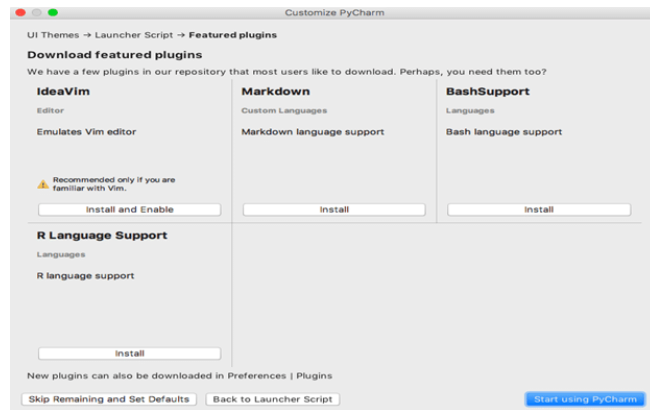 Customize PyCharm
UI Themes → Launcher Script → Featured plugins
Download featured plugins
We have a few plugins in our repository that most users like to download. Perhaps, you need them too?
IdeaVim
Editor
Emulates Vim editor
Recommended only if you are
familiar with Vim.
Install and Enable
Markdown
Custom Languages
Markdown language support
Install
BashSupport
Languages
Bash language support
Install
R Language Support
Languages
R language support
Install
New plugins can also be downloaded in Preferences | Plugins
Skip Remaining and Set Defaults
Back to Launcher Script
Start using PyCharm